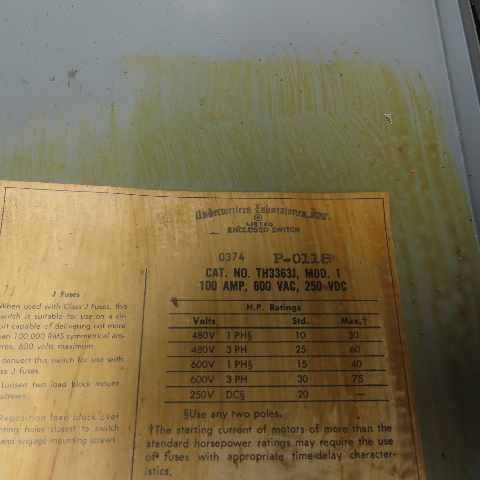 Underwriters Laboratories, Inc.
LISTED
ENCLOSED SWITCH
0374 P-0118
CAT. NO. TH3363J, MOD. 1
100 AMP, 600 VAC, 250 VDC
H.P. Ratings
Volts Std. Max.†
480V 1 PH§ 10 30
480V 3 PH 25 60
600V 1 PH§ 15 40
600V 3 PH 30 75
250V DC§ 20 —
§Use any two poles.
†The starting current of motors of more than the
standard horsepower ratings may require the use
of fuses with appropriate time-delay character-
istics.
J Fuses
When used with Class J Fuses, this
switch is suitable for use on a cir-
cuit capable of delivering not more
than 100,000 RMS symmetrical am-
peres, 600 volts maximum.
convert this switch for use with
ss J fuses.
Loosen two load block mount-
screws.
Reposition load block over
nting holes closest to switch
and engage mounting screws